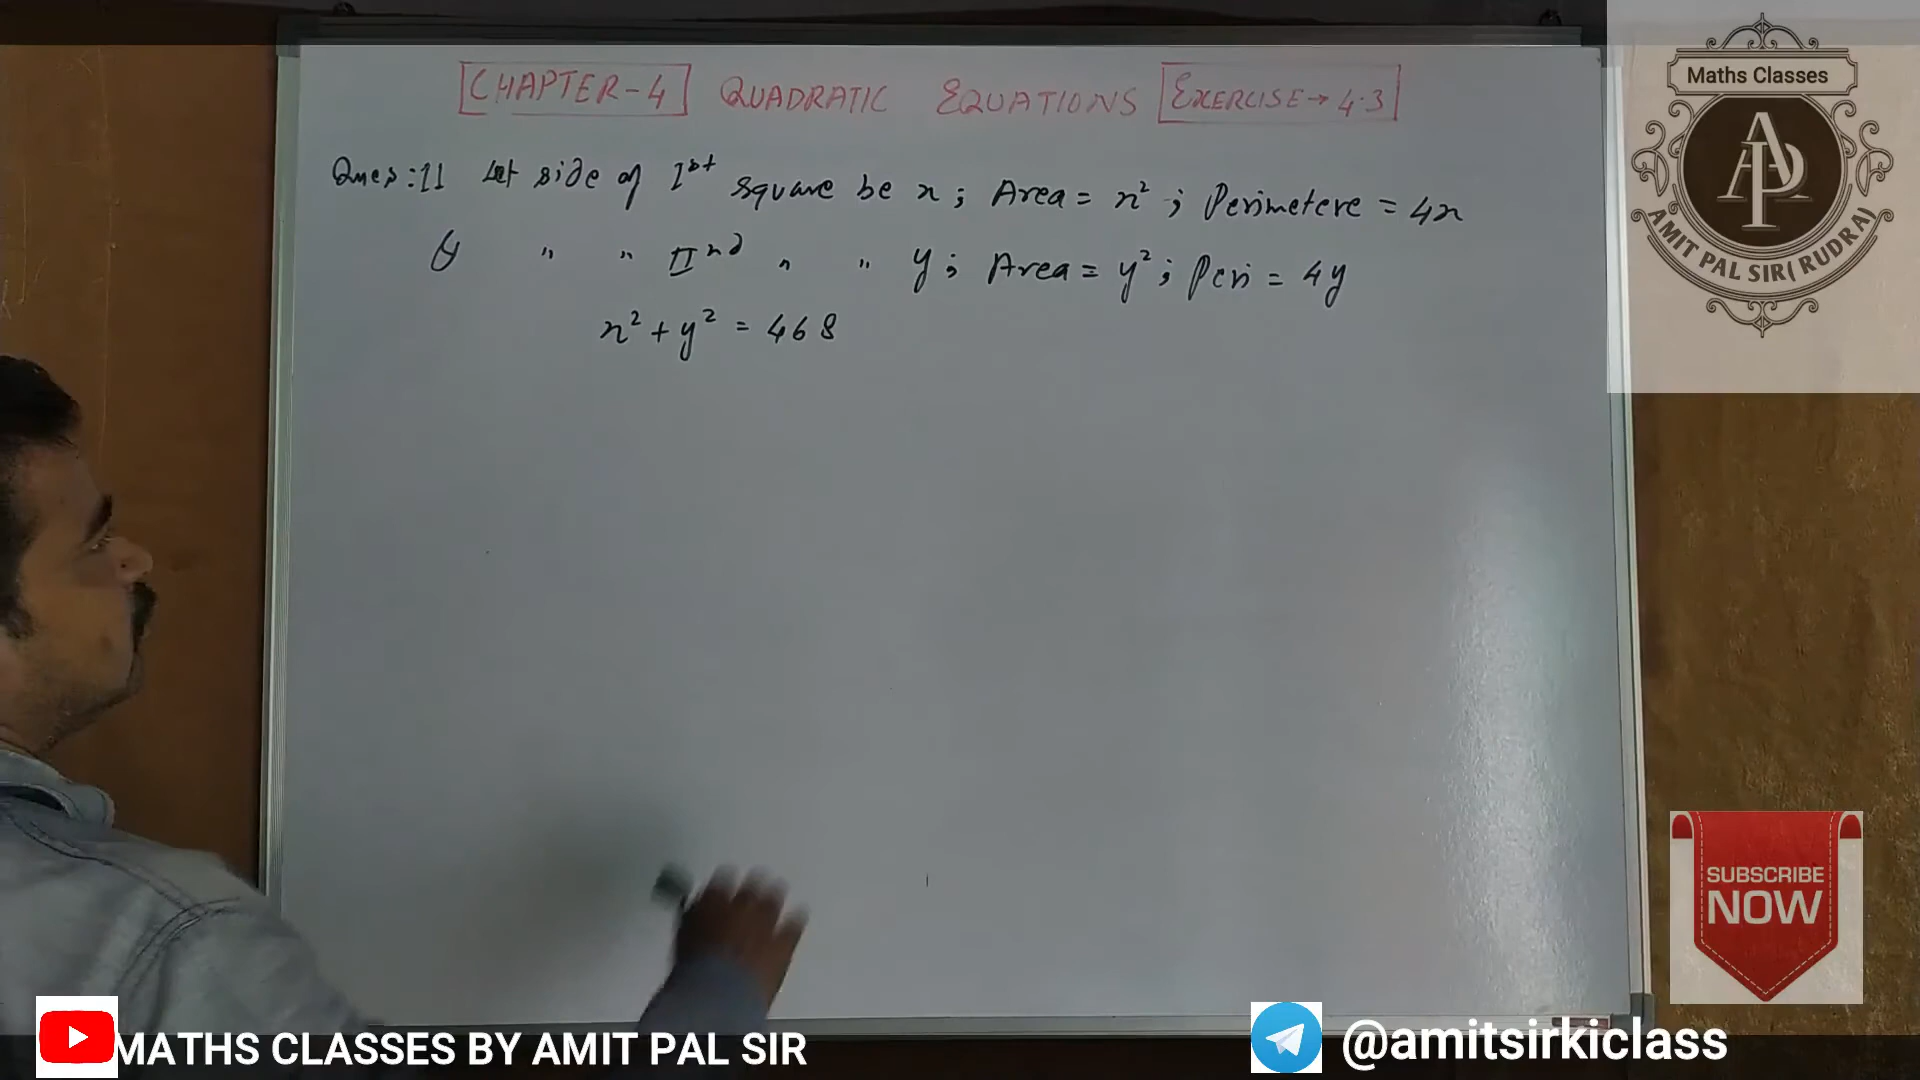 CHAPTER-4 QUADRATIC EQUATIONS EXERCISE→4.3
Ques:11 Let side of Ist square be x; Area = x²; Perimetere = 4x
" " IInd " " y; Area = y²; Peri = 4y
x² + y² = 468
Maths Classes
AP
AMIT PAL SIR( RUDRA)
SUBSCRIBE
NOW
MATHS CLASSES BY AMIT PAL SIR
@amitsirkiclass